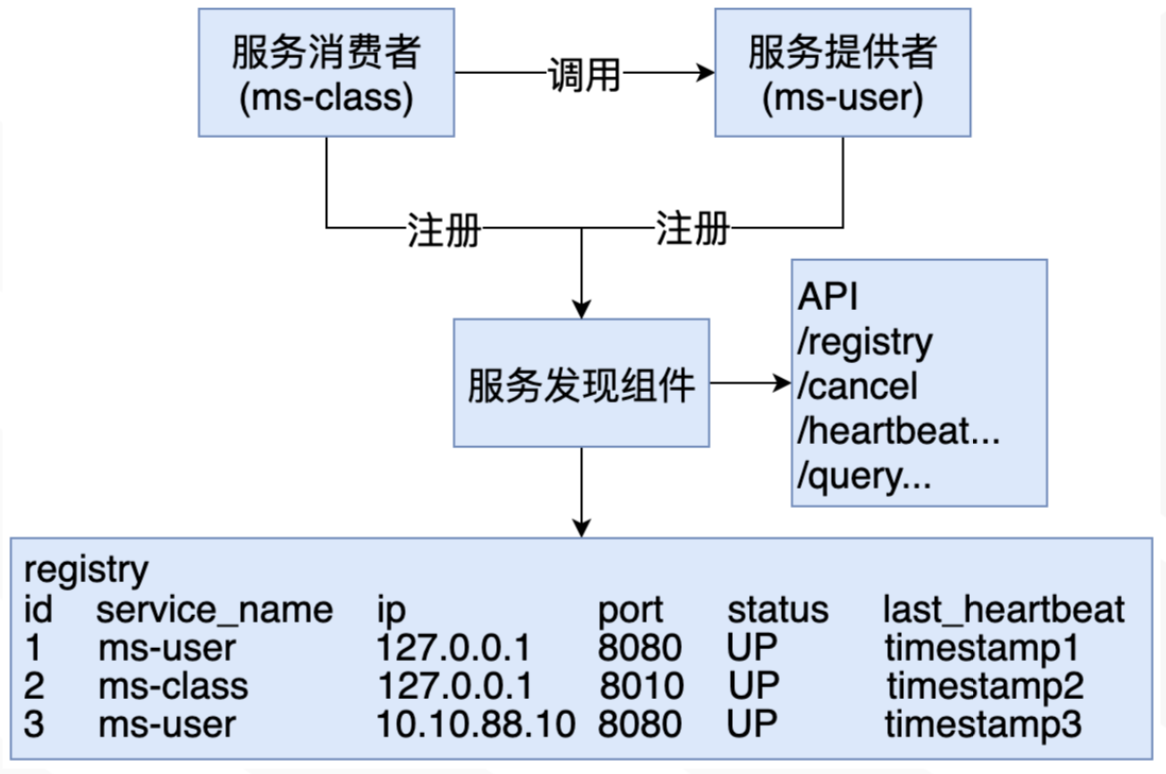 服务消费者
(ms-class)
调用
服务提供者
(ms-user)
注册
注册
服务发现组件
API
/registry
/cancel
/heartbeat...
/query...
registry
id service_name ip port status last_heartbeat
1 ms-user 127.0.0.1 8080 UP timestamp1
2 ms-class 127.0.0.1 8010 UP timestamp2
3 ms-user 10.10.88.10 8080 UP timestamp3